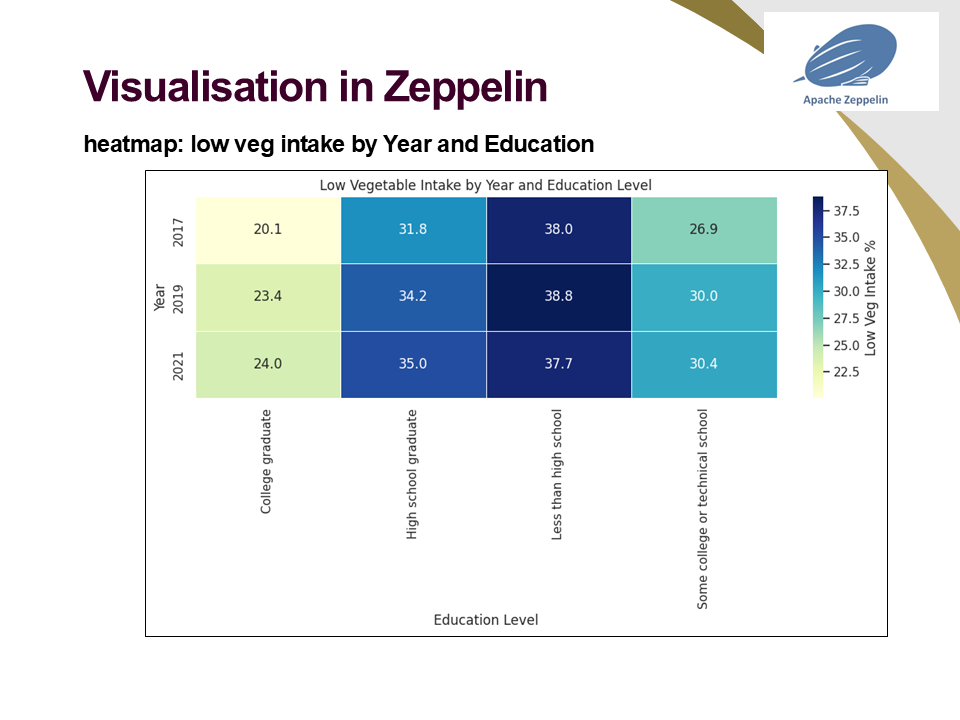 Apache Zeppelin
Visualisation in Zeppelin
heatmap: low veg intake by Year and Education
Low Vegetable Intake by Year and Education Level
Year
2017
20.1
31.8
38.0
26.9
2019
23.4
34.2
38.8
30.0
2021
24.0
35.0
37.7
30.4
College graduate
High school graduate
Less than high school
Some college or technical school
Education Level
37.5
35.0
32.5
30.0
27.5
25.0
22.5
Low Veg Intake %